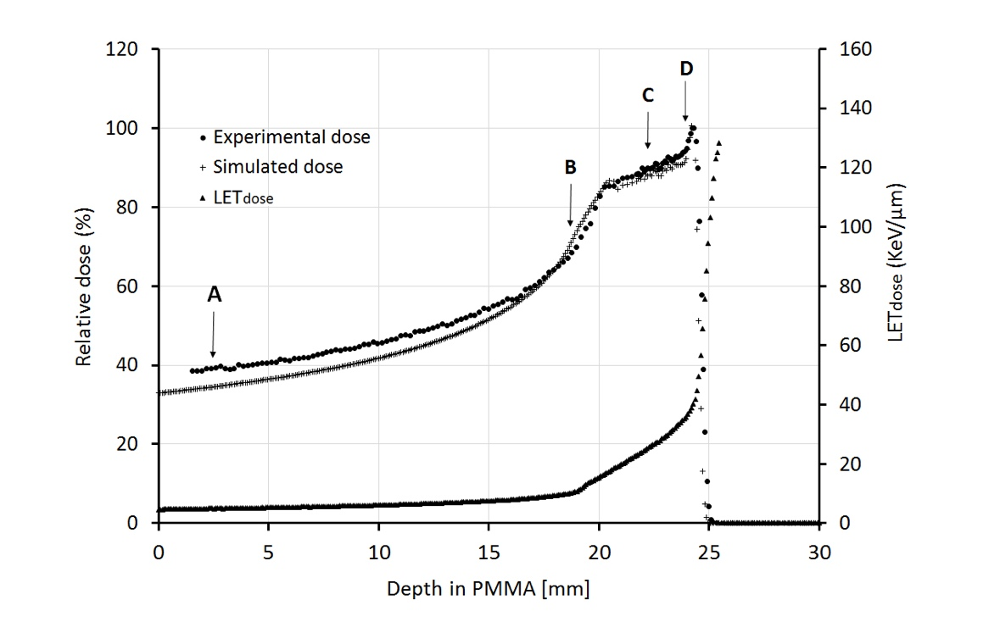 120
100
80
60
40
20
0
Relative dose (%)
160
140
120
100
80
60
40
20
0
LETdose (KeV/µm)
0 5 10 15 20 25 30
Depth in PMMA [mm]
Experimental dose
Simulated dose
LETdose
A
B
C
D